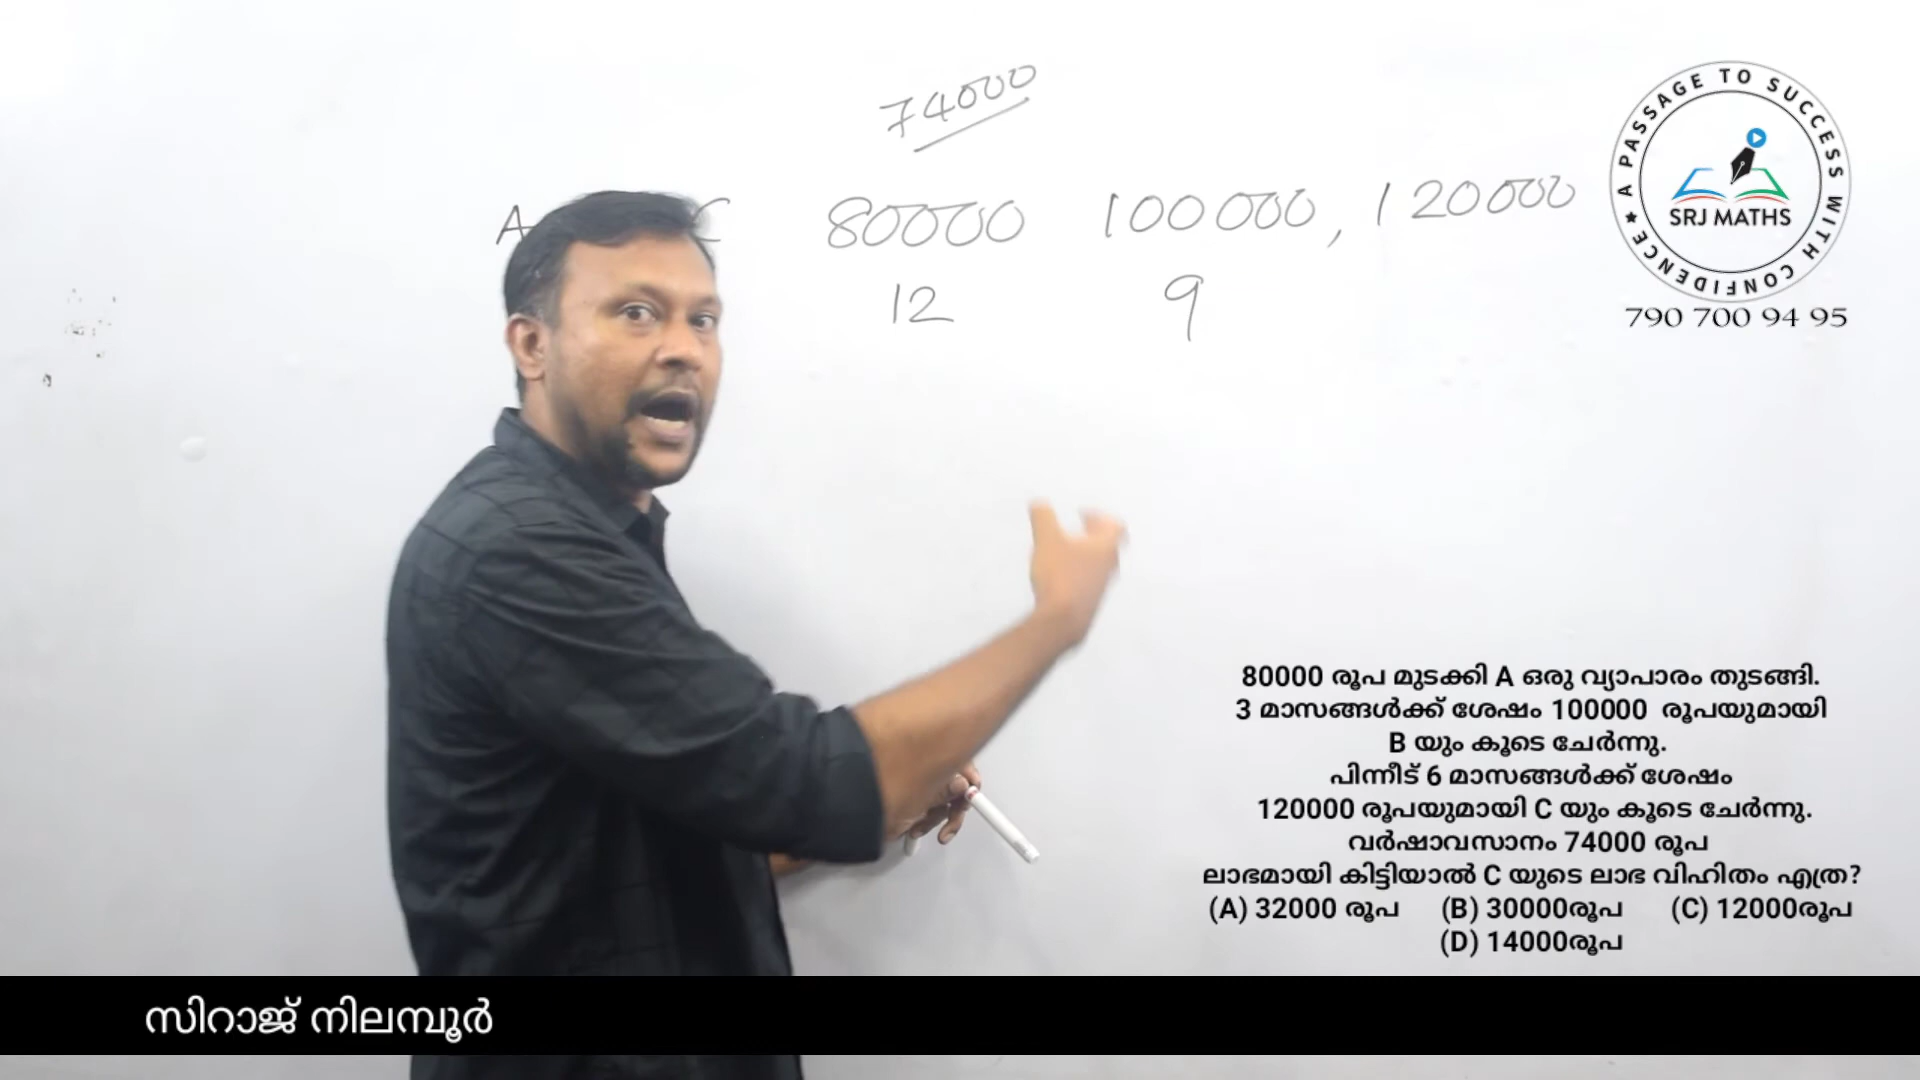 74000
A C 80000 100000, 120000
12 9
A PASSAGE TO SUCCESS WITH CONFIDENCE
SRJ MATHS
790 700 94 95
80000 രൂപ മുടക്കി A ഒരു വ്യാപാരം തുടങ്ങി.
3 മാസങ്ങൾക്ക് ശേഷം 100000 രൂപയുമായി
B യും കൂടെ ചേർന്നു.
പിന്നീട് 6 മാസങ്ങൾക്ക് ശേഷം
120000 രൂപയുമായി C യും കൂടെ ചേർന്നു.
വർഷാവസാനം 74000 രൂപ
ലാഭമായി കിട്ടിയാൽ C യുടെ ലാഭ വിഹിതം എത്ര?
(A) 32000 രൂപ (B) 30000രൂപ (C) 12000രൂപ
(D) 14000രൂപ
സിറാജ് നിലമ്പൂർ